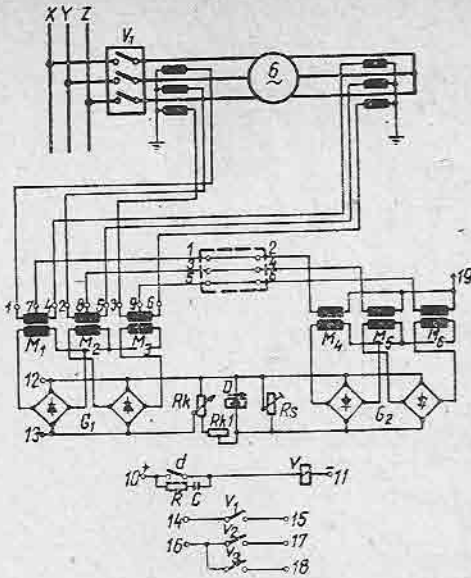 X Y Z V1
6
~
1 2
3 4
5 6
19
1 7 4 2 8 5 3 9 6
M1 M2 M3 M4 M5 M6
12
G1 Rk D Rs G2
Rk1
13
10 + d V - 11
R C
14 V1 15
16 V2 17
V3 18